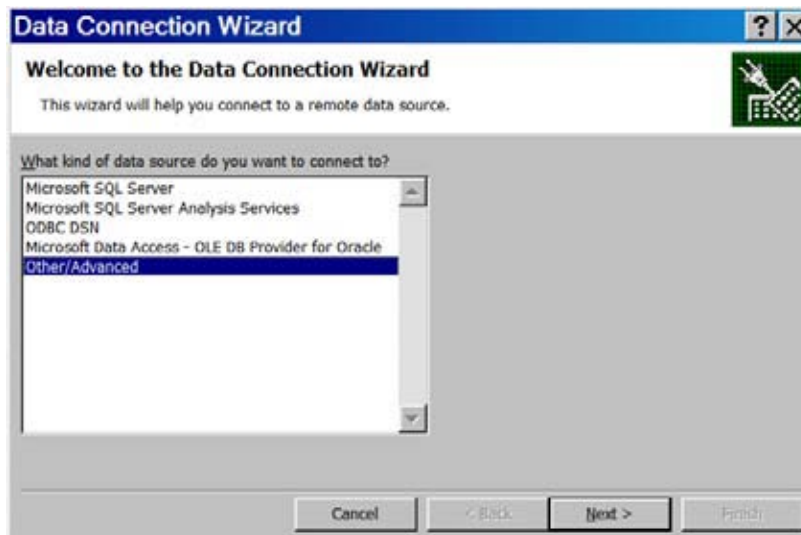 Data Connection Wizard
Welcome to the Data Connection Wizard
This wizard will help you connect to a remote data source.
What kind of data source do you want to connect to?
Microsoft SQL Server
Microsoft SQL Server Analysis Services
ODBC DSN
Microsoft Data Access - OLE DB Provider for Oracle
Other/Advanced
Cancel
< Back
Next >
Finish